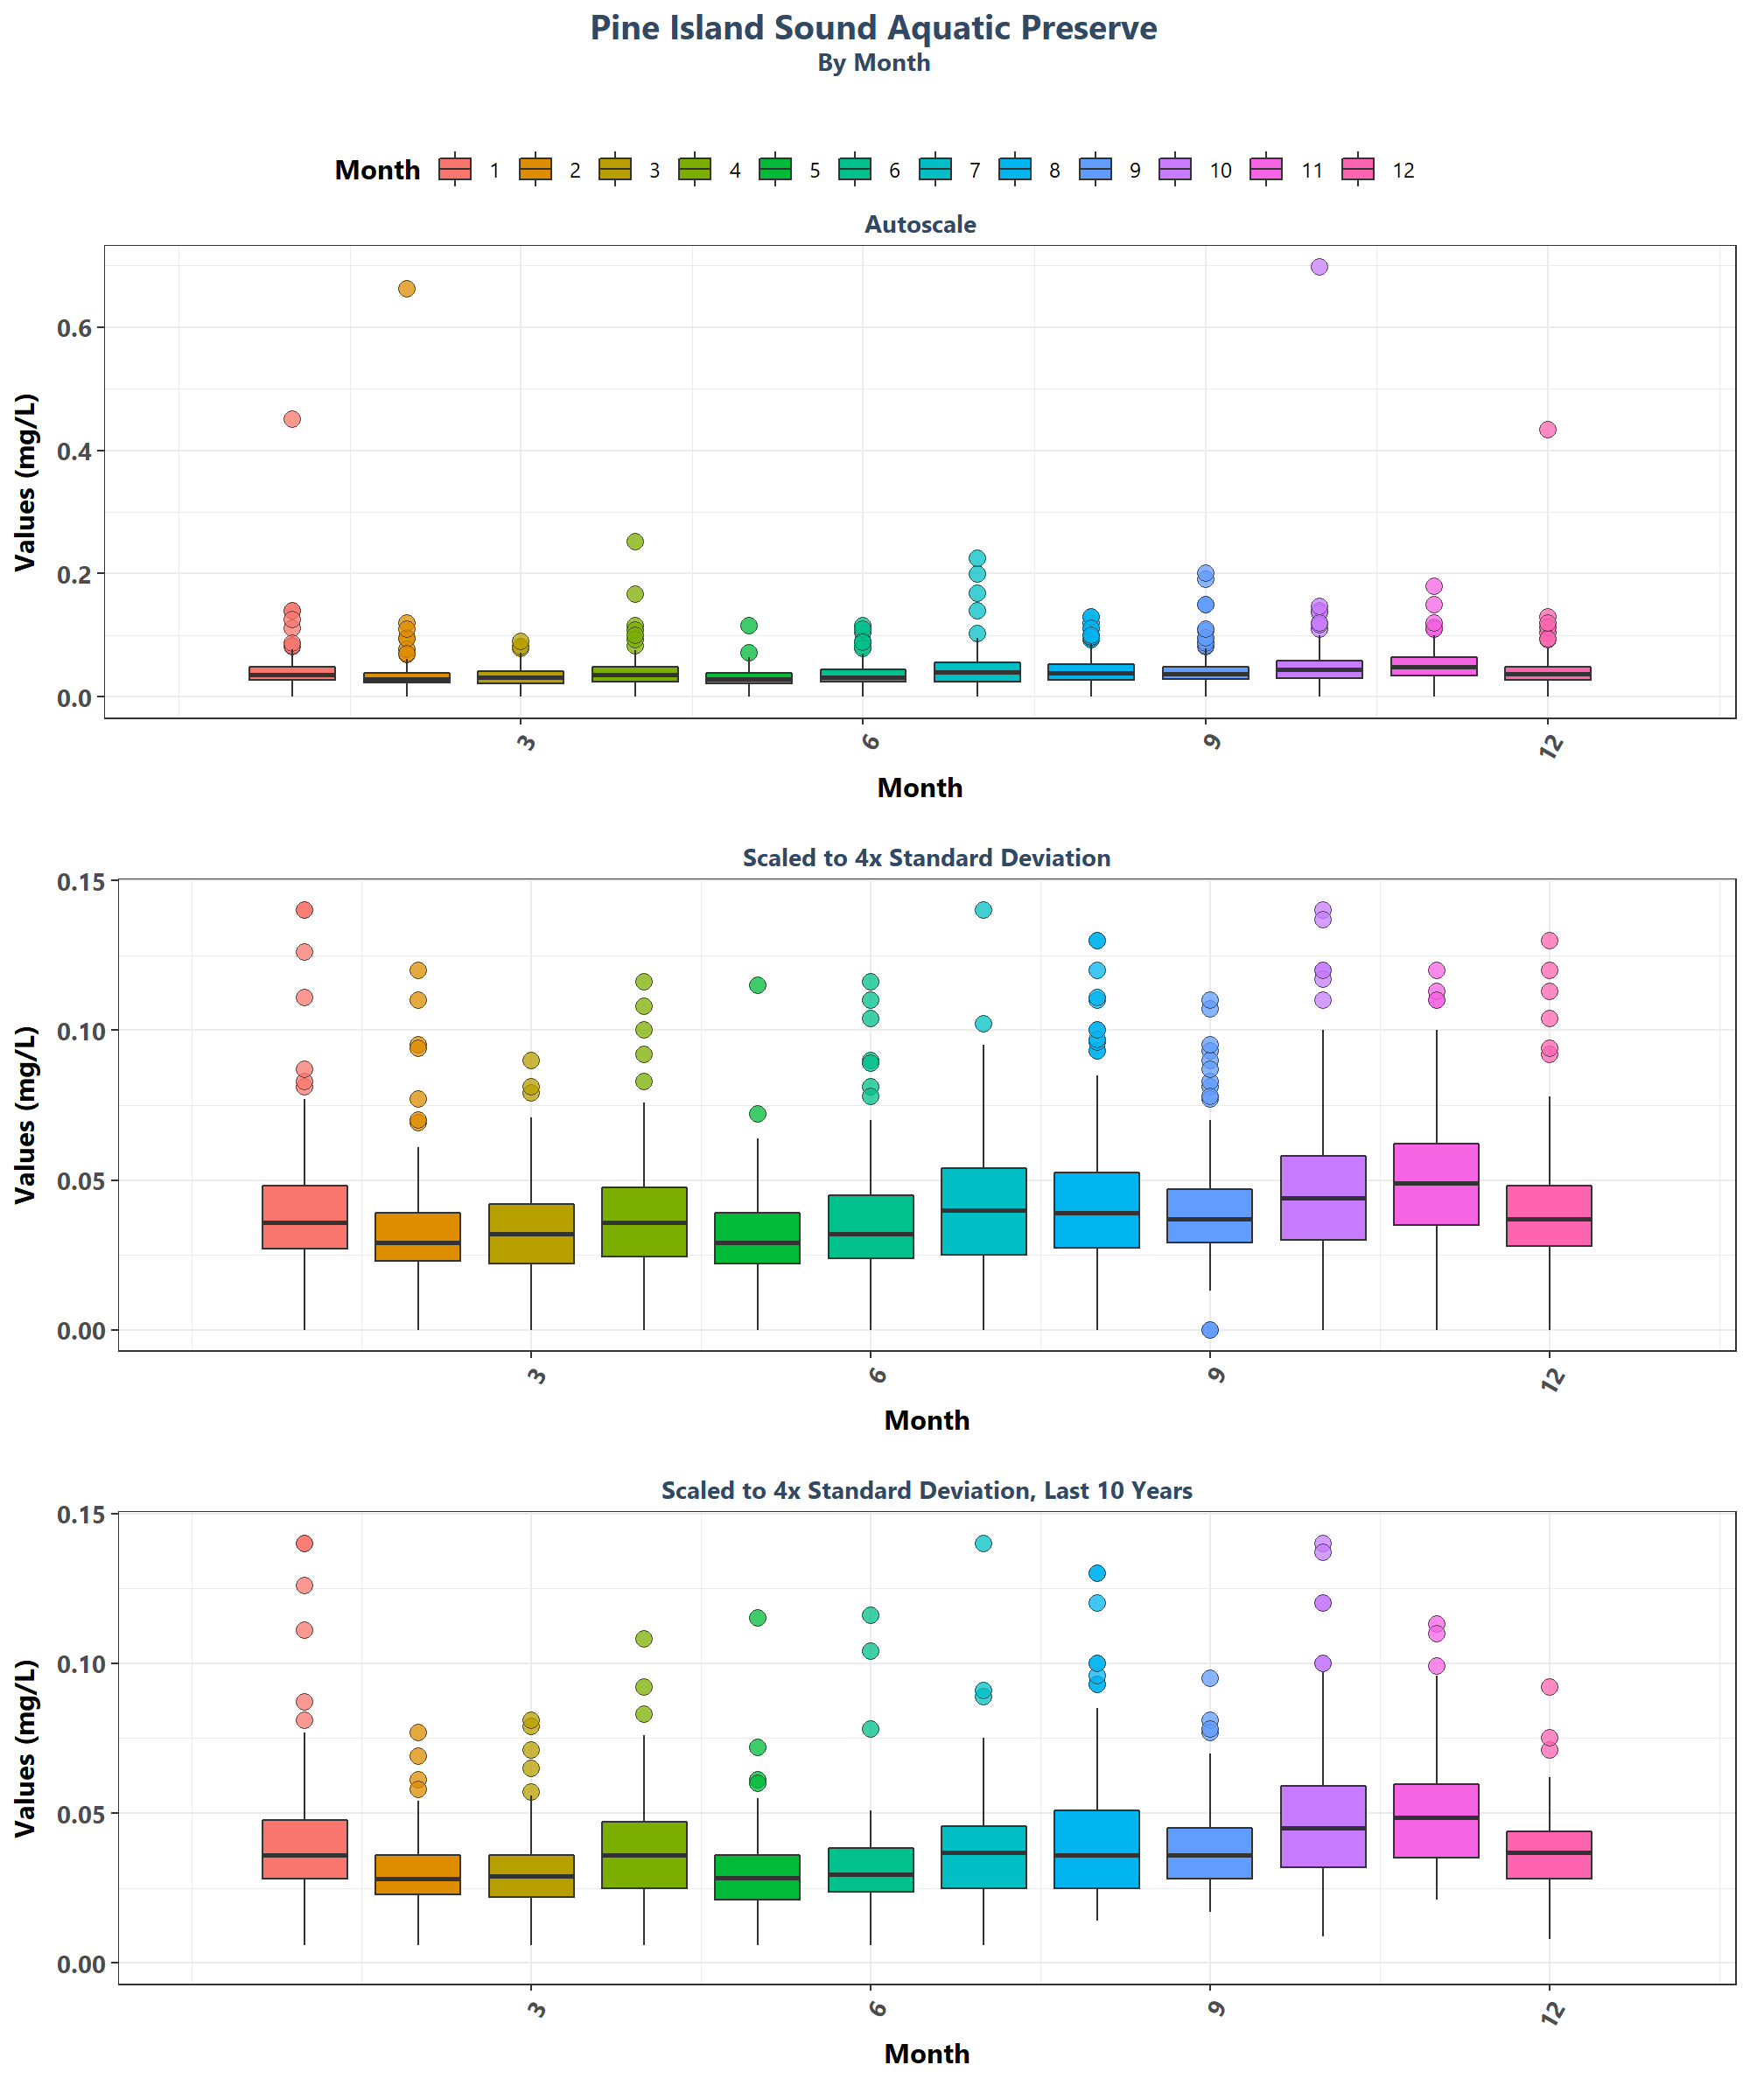 Pine Island Sound Aquatic Preserve
By Month
Month 1 2 3 4 5 6 7 8 9 10 11 12
Autoscale
Values (mg/L)
0.6
0.4
0.2
0.0
3 6 9 12
Month
Scaled to 4x Standard Deviation
Values (mg/L)
0.15
0.10
0.05
0.00
3 6 9 12
Month
Scaled to 4x Standard Deviation, Last 10 Years
Values (mg/L)
0.15
0.10
0.05
0.00
3 6 9 12
Month